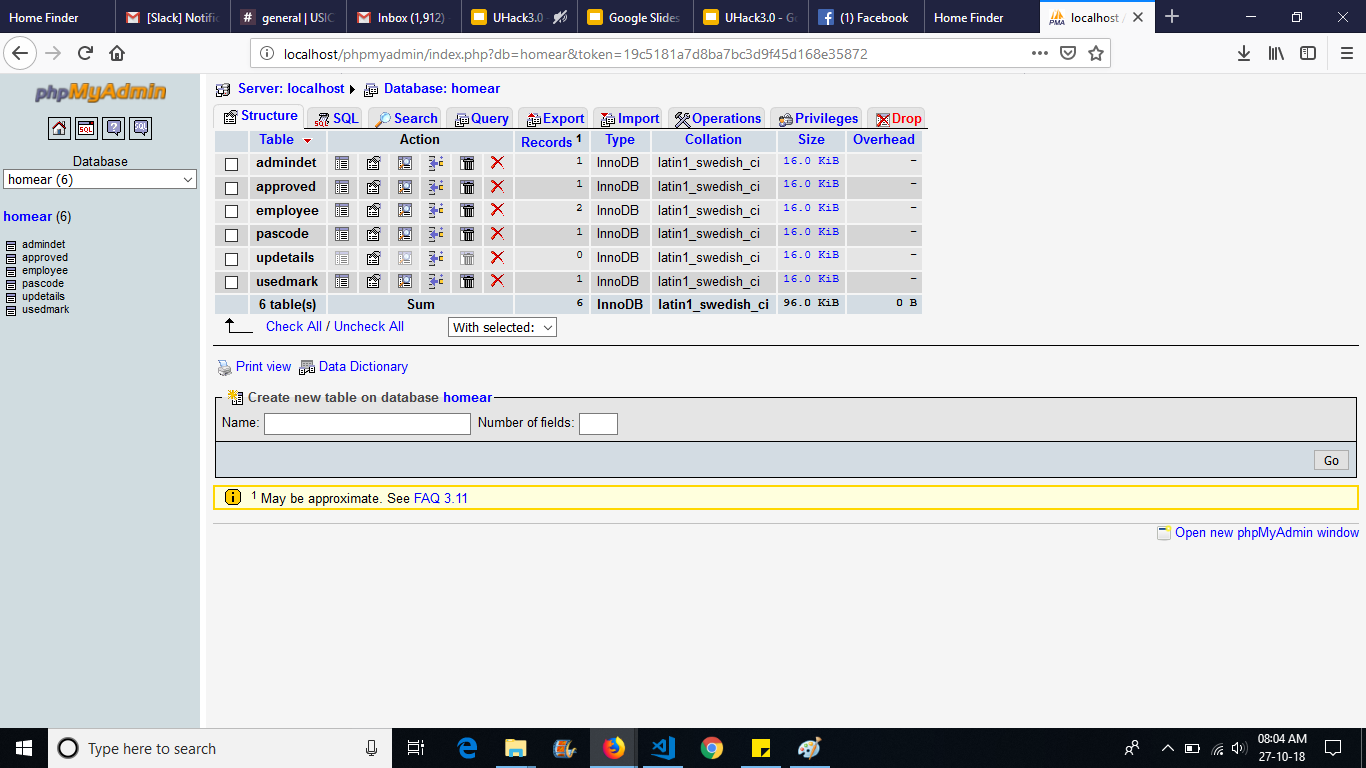 Home Finder
[Slack] Notific
general | USIC
Inbox (1,912) -
UHack3.0 -
Google Slides
UHack3.0 - Go
(1) Facebook
Home Finder
localhost /
localhost/phpmyadmin/index.php?db=homear&token=19c5181a7d8ba7bc3d9f45d168e35872
phpMyAdmin
SQL
Database
homear (6)
homear (6)
admindet
approved
employee
pascode
updetails
usedmark
Server: localhost Database: homear
Structure SQL Search Query Export Import Operations Privileges Drop
Table Action Records 1 Type Collation Size Overhead
admindet 1 InnoDB latin1_swedish_ci 16.0 KiB -
approved 1 InnoDB latin1_swedish_ci 16.0 KiB -
employee 2 InnoDB latin1_swedish_ci 16.0 KiB -
pascode 1 InnoDB latin1_swedish_ci 16.0 KiB -
updetails 0 InnoDB latin1_swedish_ci 16.0 KiB -
usedmark 1 InnoDB latin1_swedish_ci 16.0 KiB -
6 table(s) Sum 6 InnoDB latin1_swedish_ci 96.0 KiB 0 B
Check All / Uncheck All With selected:
Print view Data Dictionary
Create new table on database homear
Name: Number of fields:
Go
1 May be approximate. See FAQ 3.11
Open new phpMyAdmin window
Type here to search
08:04 AM
27-10-18